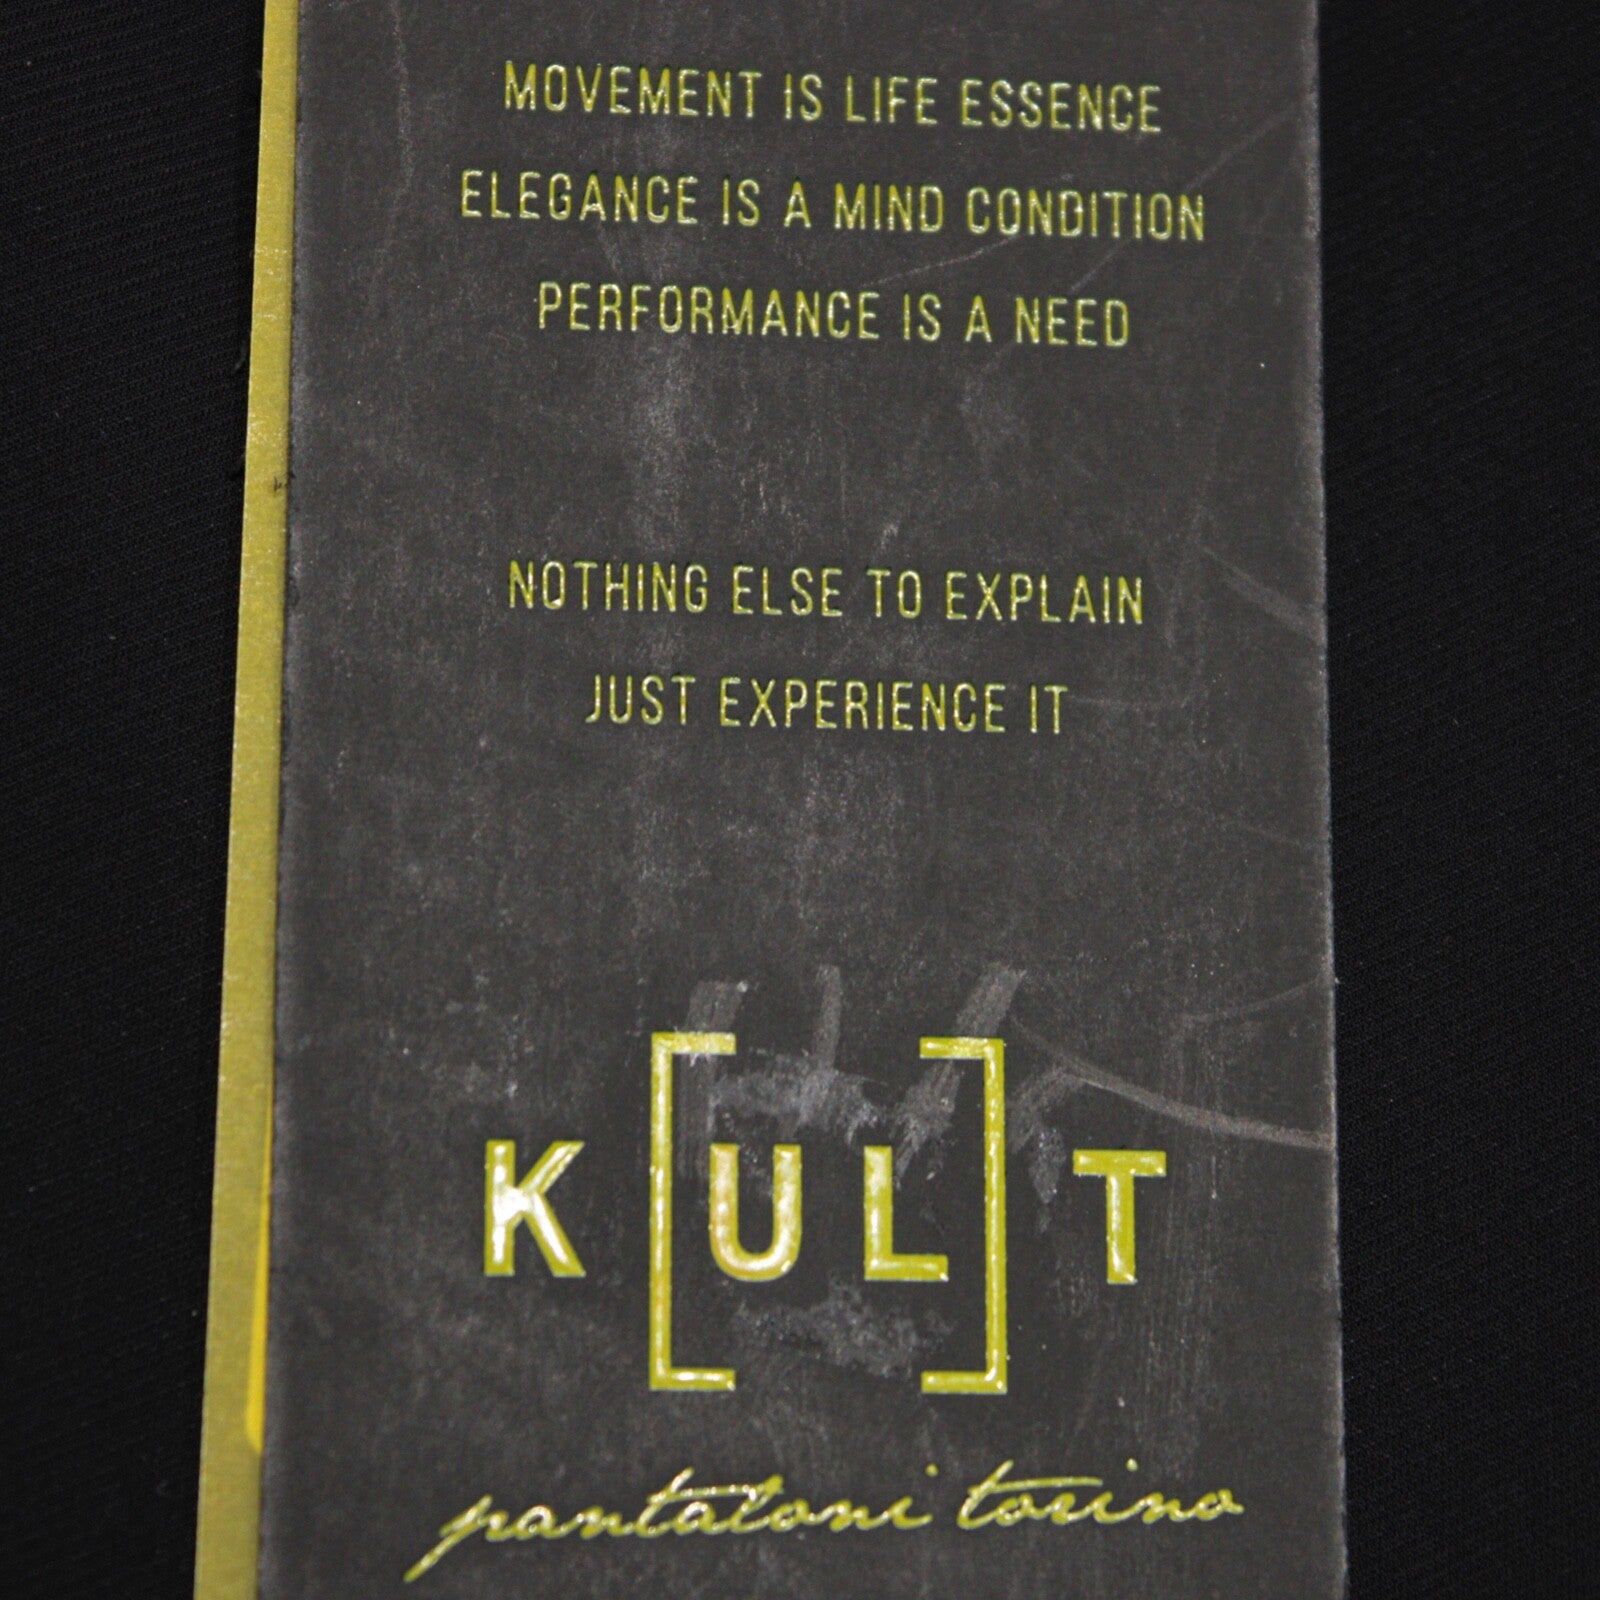 MOVEMENT IS LIFE ESSENCE
ELEGANCE IS A MIND CONDITION
PERFORMANCE IS A NEED
NOTHING ELSE TO EXPLAIN
JUST EXPERIENCE IT
K[UL]T
pantaloni torino